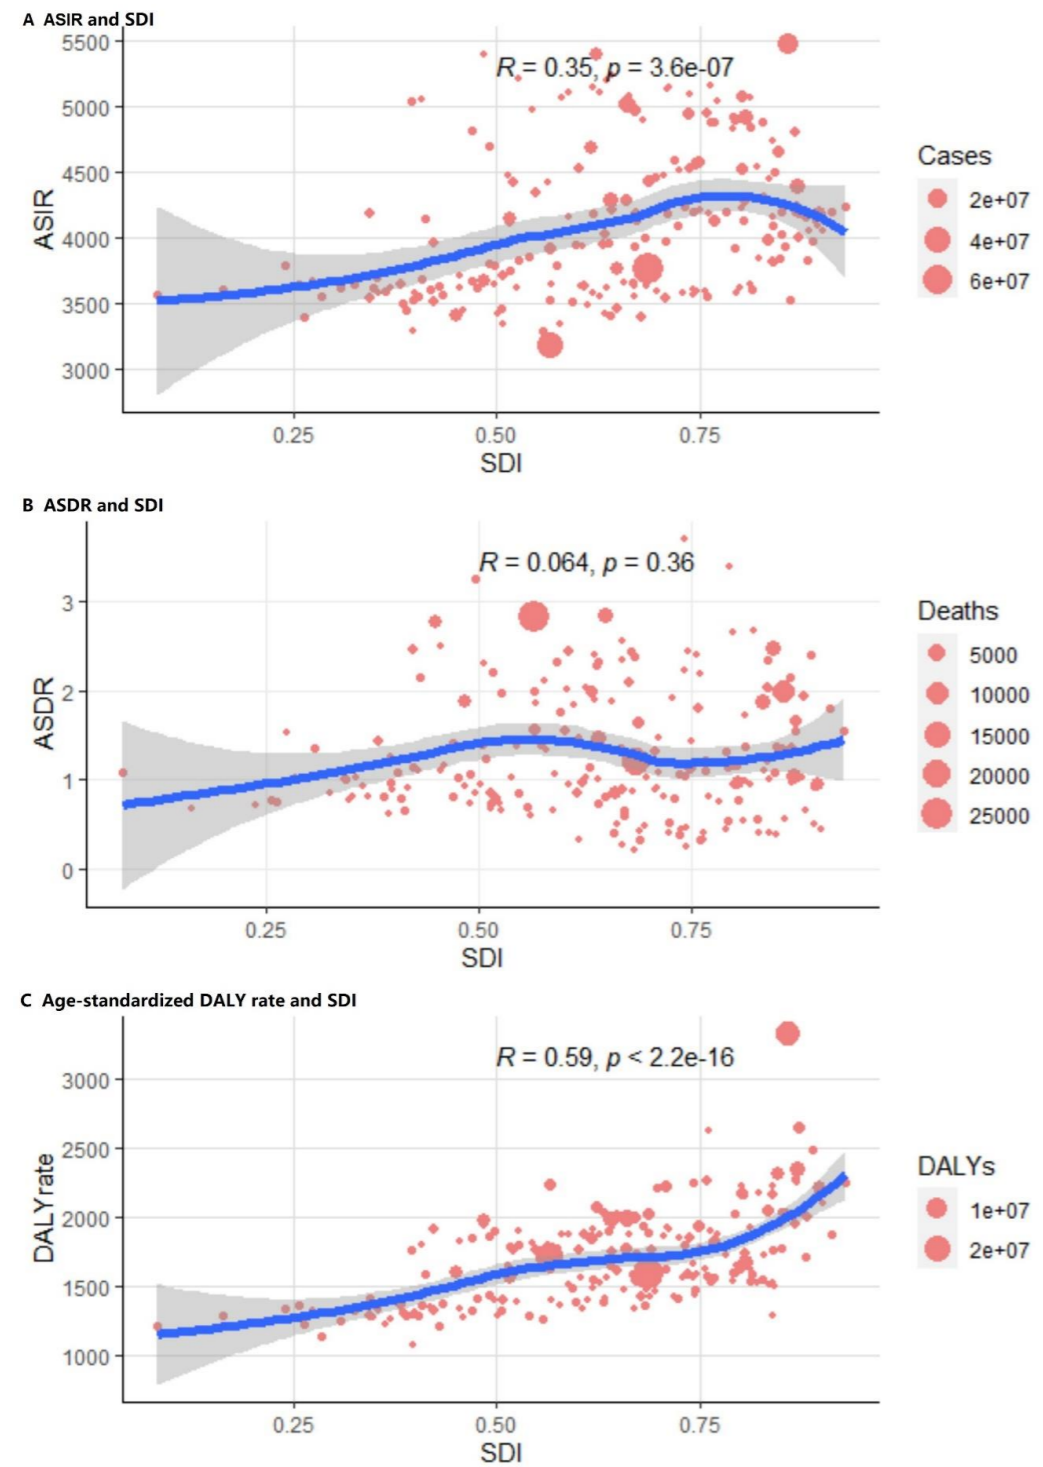 A ASIR and SDI
R = 0.35, p = 3.6e-07
5500
5000
4500
4000
3500
3000
ASIR
0.25
0.50
0.75
SDI
Cases
2e+07
4e+07
6e+07
B ASDR and SDI
R = 0.064, p = 0.36
3
2
1
0
ASDR
0.25
0.50
0.75
SDI
Deaths
5000
10000
15000
20000
25000
C Age-standardized DALY rate and SDI
R = 0.59, p < 2.2e-16
3000
2500
2000
1500
1000
DALYrate
0.25
0.50
0.75
SDI
DALYs
1e+07
2e+07